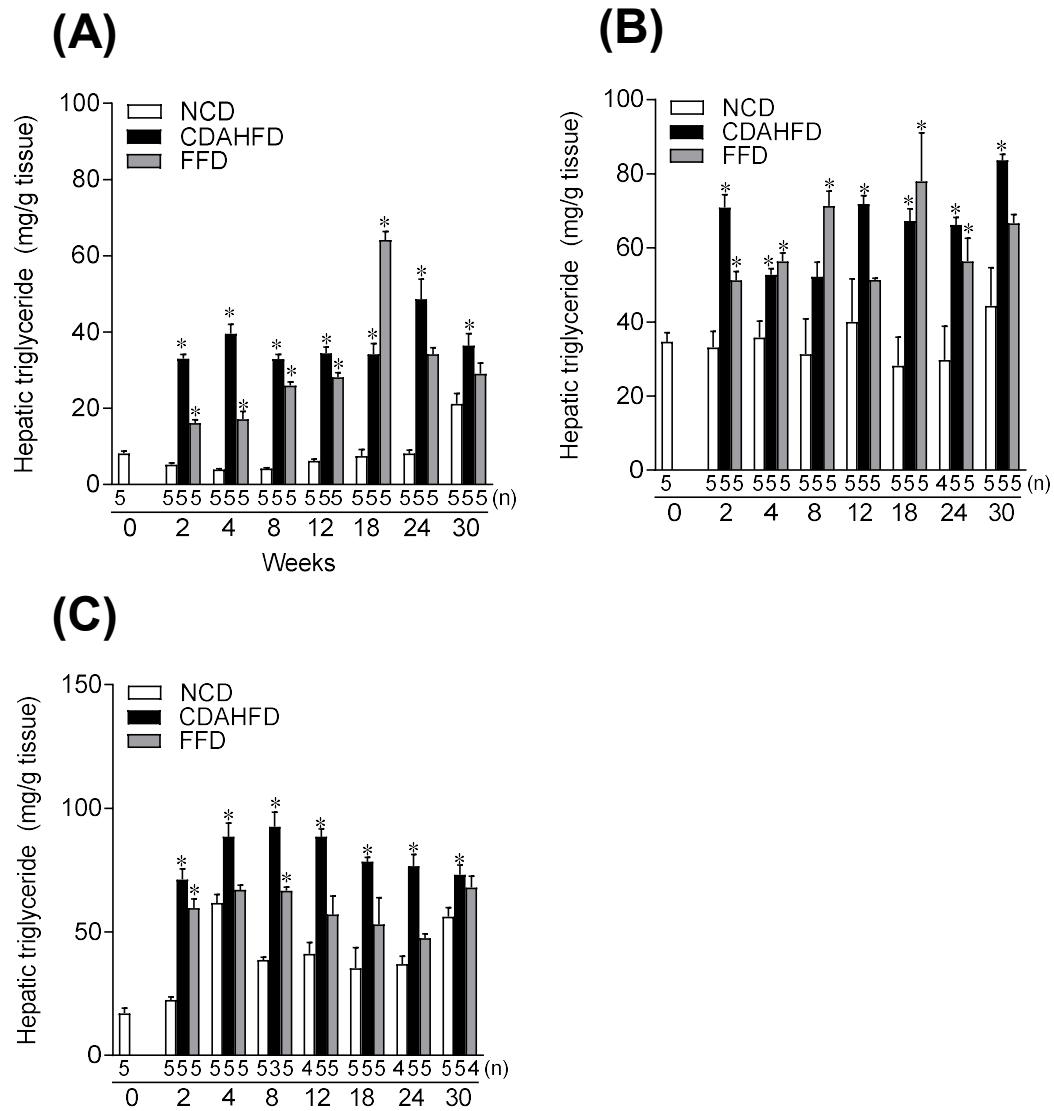 (A)
Hepatic triglyceride (mg/g tissue)
100
80
60
40
20
0
NCD
CDAHFD
FFD
* * * * * * * * * * * *
5 555 555 555 555 555 555 555 (n)
0 2 4 8 12 18 24 30
Weeks
(B)
Hepatic triglyceride (mg/g tissue)
100
80
60
40
20
0
NCD
CDAHFD
FFD
* * * * * * * * * * *
5 555 555 555 555 555 455 555 (n)
0 2 4 8 12 18 24 30
(C)
Hepatic triglyceride (mg/g tissue)
150
100
50
0
NCD
CDAHFD
FFD
* * * * * * * * *
5 555 555 535 455 555 455 554 (n)
0 2 4 8 12 18 24 30